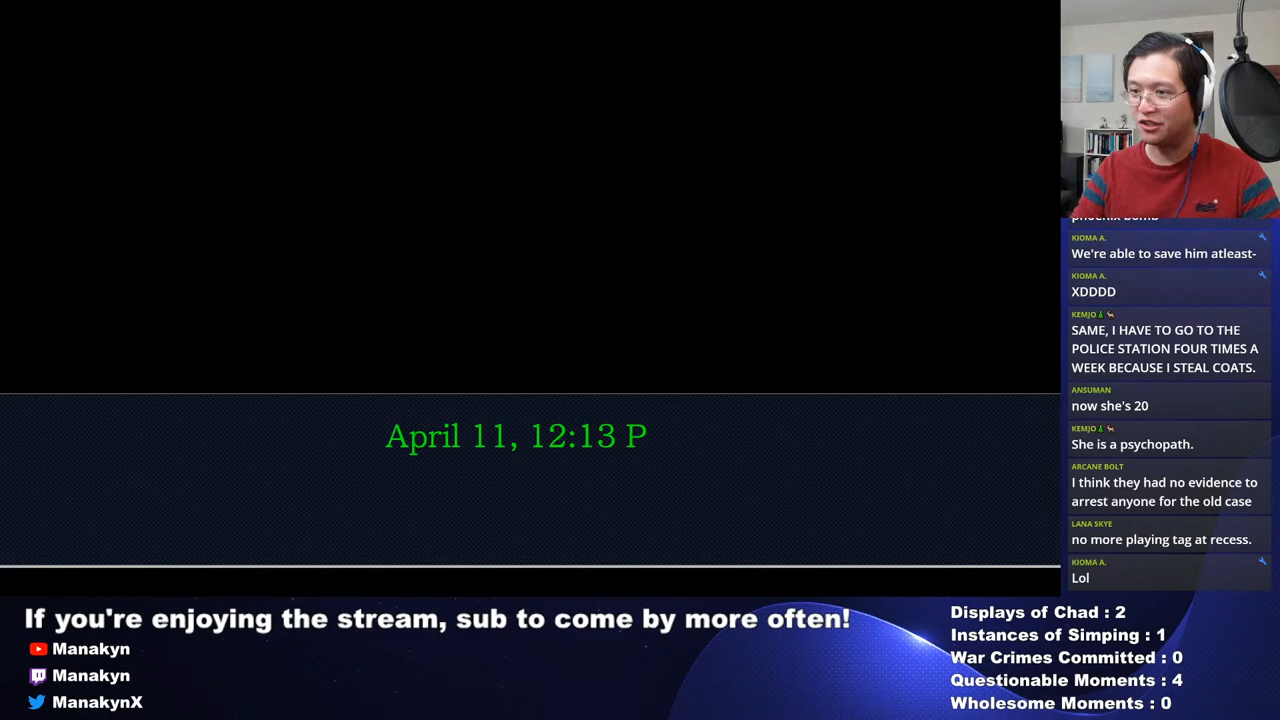 April 11, 12:13 P
phoenix bomb
KIOMA A.
We're able to save him atleast-
KIOMA A.
XDDDD
KEMJO
SAME, I HAVE TO GO TO THE
POLICE STATION FOUR TIMES A
WEEK BECAUSE I STEAL COATS.
ANSUMAN
now she's 20
KEMJO
She is a psychopath.
ARCANE BOLT
I think they had no evidence to
arrest anyone for the old case
LANA SKYE
no more playing tag at recess.
KIOMA A.
Lol
If you're enjoying the stream, sub to come by more often!
Manakyn
Manakyn
ManakynX
Displays of Chad : 2
Instances of Simping : 1
War Crimes Committed : 0
Questionable Moments : 4
Wholesome Moments : 0